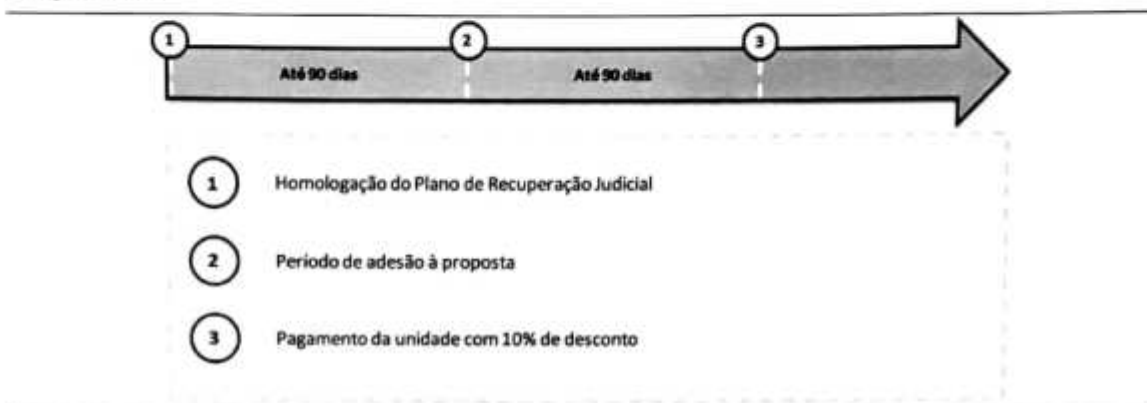 1 2 3
Até 90 dias Até 90 dias
1 Homologação do Plano de Recuperação Judicial
2 Período de adesão à proposta
3 Pagamento da unidade com 10% de desconto